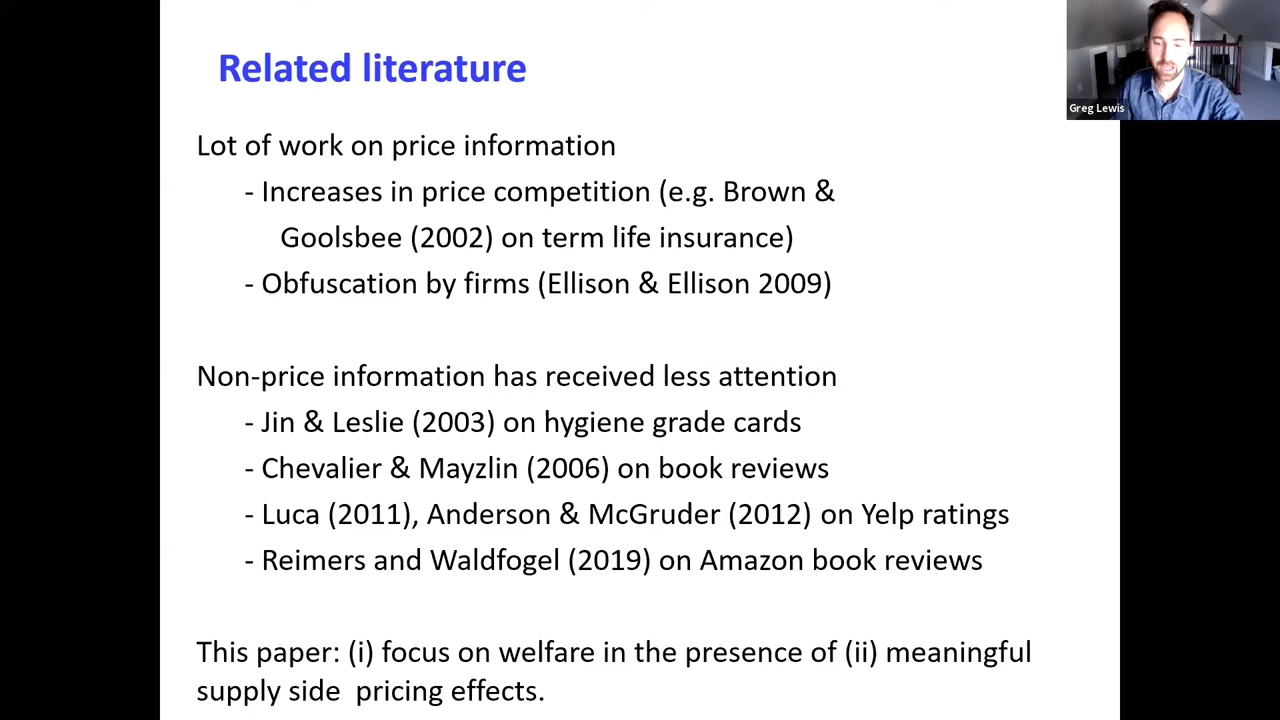 Related literature
Greg Lewis
Lot of work on price information
- Increases in price competition (e.g. Brown &
Goolsbee (2002) on term life insurance)
- Obfuscation by firms (Ellison & Ellison 2009)
Non-price information has received less attention
- Jin & Leslie (2003) on hygiene grade cards
- Chevalier & Mayzlin (2006) on book reviews
- Luca (2011), Anderson & McGruder (2012) on Yelp ratings
- Reimers and Waldfogel (2019) on Amazon book reviews
This paper: (i) focus on welfare in the presence of (ii) meaningful
supply side  pricing effects.